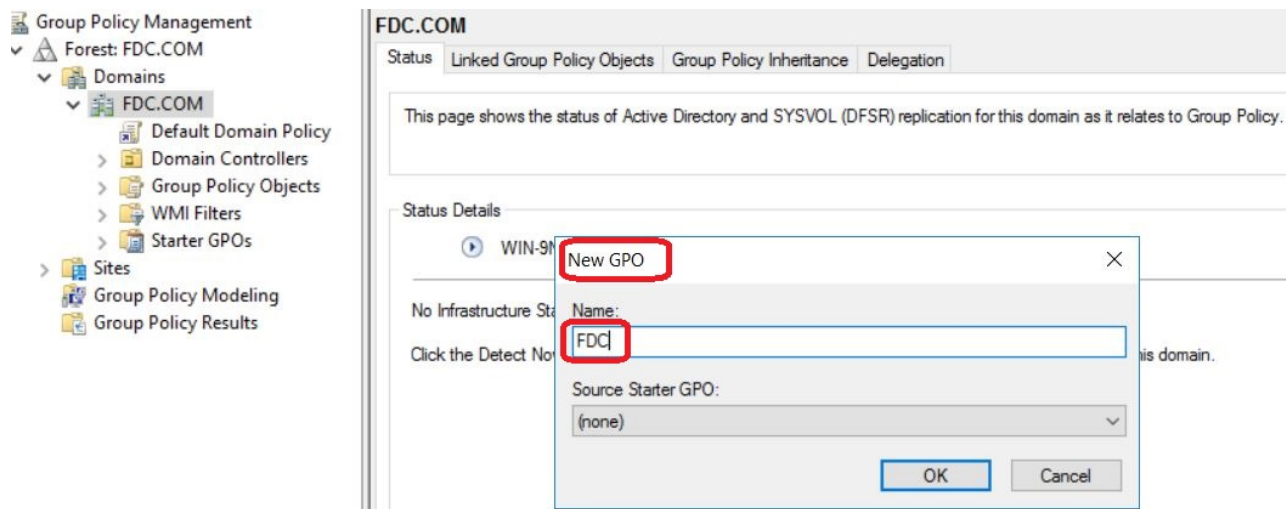 Group Policy Management
Forest: FDC.COM
Domains
FDC.COM
Default Domain Policy
Domain Controllers
Group Policy Objects
WMI Filters
Starter GPOs
Sites
Group Policy Modeling
Group Policy Results
FDC.COM
Status Linked Group Policy Objects Group Policy Inheritance Delegation
This page shows the status of Active Directory and SYSVOL (DFSR) replication for this domain as it relates to Group Policy.
Status Details
WIN-9
No Infrastructure
Click the Detect his domain.
New GPO
Name:
FDC
Source Starter GPO:
(none)
OK Cancel